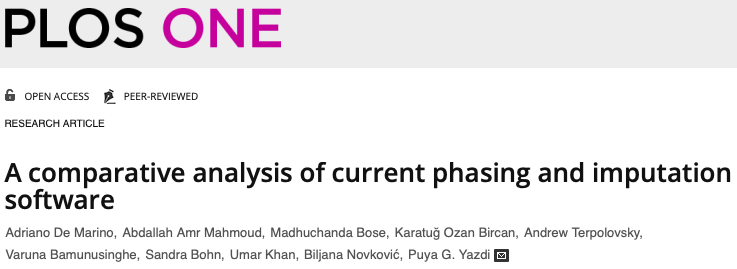 PLOS ONE
OPEN ACCESS PEER-REVIEWED
RESEARCH ARTICLE
A comparative analysis of current phasing and imputation
software
Adriano De Marino, Abdallah Amr Mahmoud, Madhuchanda Bose, Karatuğ Ozan Bircan, Andrew Terpolovsky,
Varuna Bamunusinghe, Sandra Bohn, Umar Khan, Biljana Novković, Puya G. Yazdi